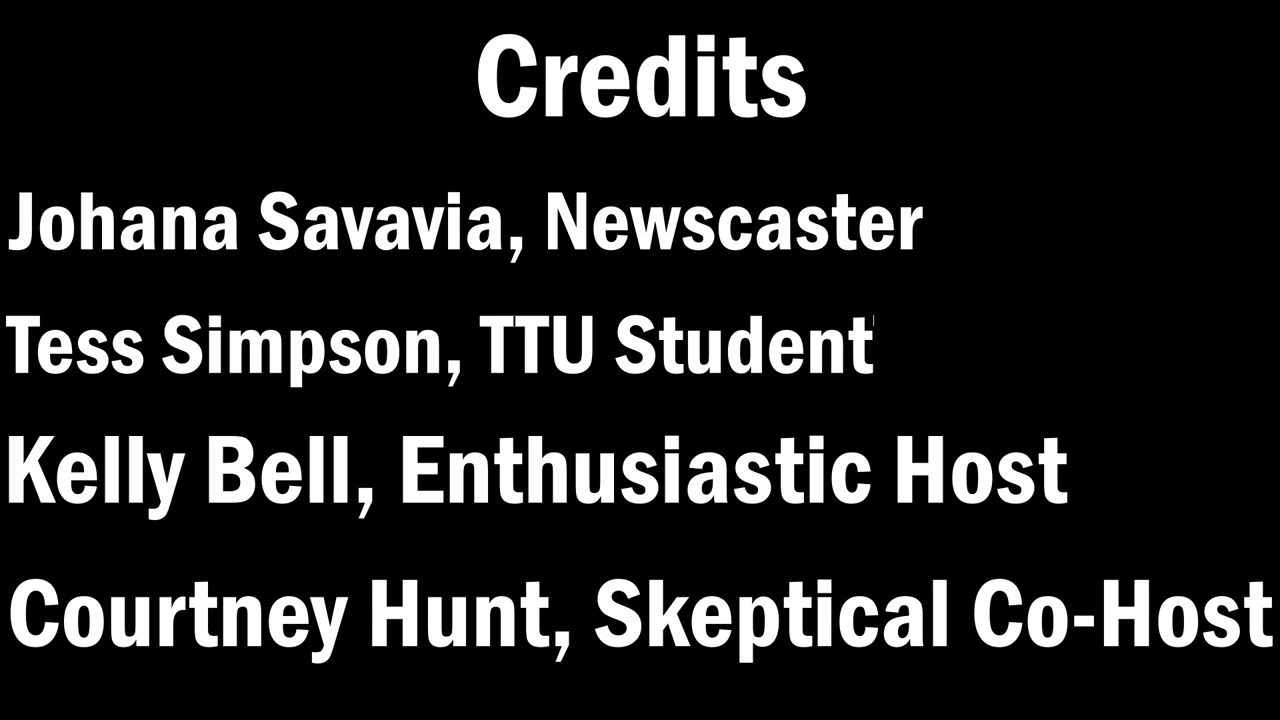 Credits
Johana Savavia, Newscaster
Tess Simpson, TTU Student
Kelly Bell, Enthusiastic Host
Courtney Hunt, Skeptical Co-Host